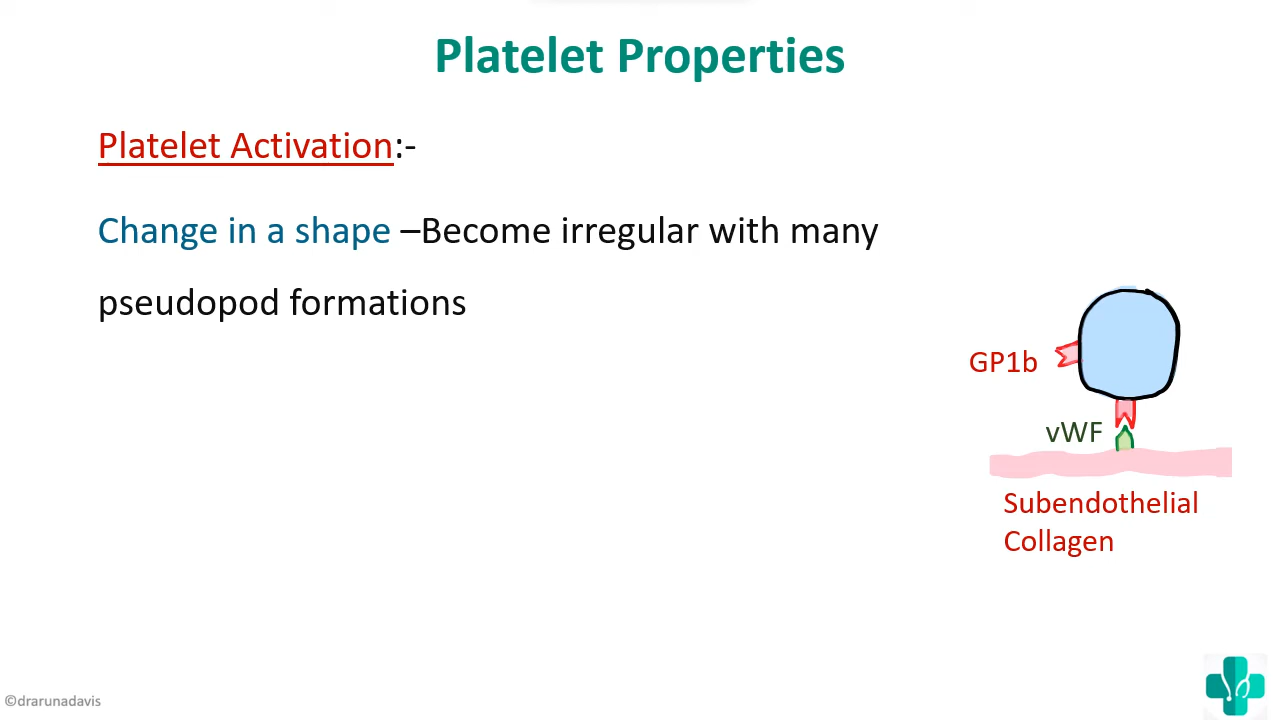 Platelet Properties
Platelet Activation:-
Change in a shape –Become irregular with many
pseudopod formations
GP1b
vWF
Subendothelial
Collagen
©drarunadavis